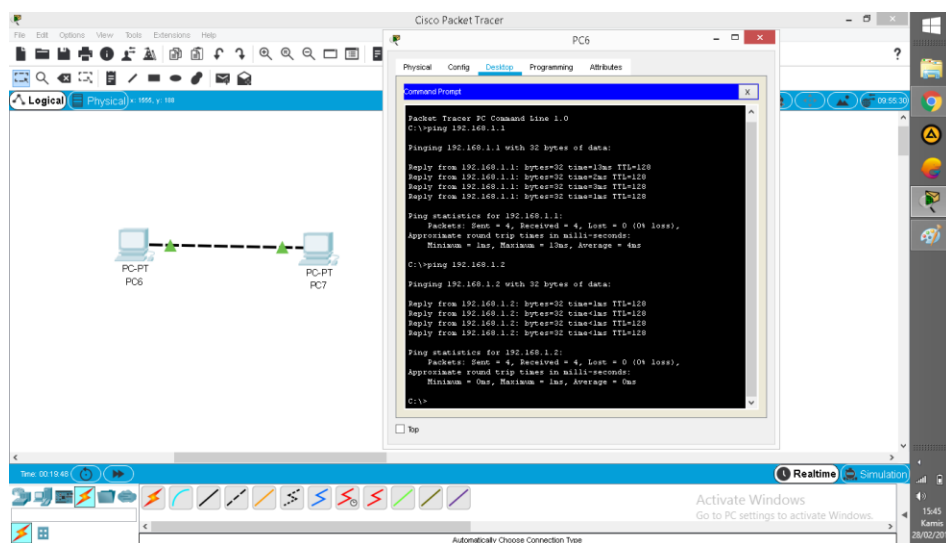 Cisco Packet Tracer
File Edit Options View Tools Extensions Help
PC6
Physical Config Desktop Programming Attributes
Command Prompt
X
Packet Tracer PC Command Line 1.0
C:\>ping 192.168.1.1
Pinging 192.168.1.1 with 32 bytes of data:
Reply from 192.168.1.1: bytes=32 time=13ms TTL=128
Reply from 192.168.1.1: bytes=32 time=2ms TTL=128
Reply from 192.168.1.1: bytes=32 time=3ms TTL=128
Reply from 192.168.1.1: bytes=32 time=1ms TTL=128
Ping statistics for 192.168.1.1:
Packets: Sent = 4, Received = 4, Lost = 0 (0% loss),
Approximate round trip times in milli-seconds:
Minimum = 1ms, Maximum = 13ms, Average = 4ms
C:\>ping 192.168.1.2
Pinging 192.168.1.2 with 32 bytes of data:
Reply from 192.168.1.2: bytes=32 time=1ms TTL=128
Reply from 192.168.1.2: bytes=32 time<1ms TTL=128
Reply from 192.168.1.2: bytes=32 time<1ms TTL=128
Reply from 192.168.1.2: bytes=32 time<1ms TTL=128
Ping statistics for 192.168.1.2:
Packets: Sent = 4, Received = 4, Lost = 0 (0% loss),
Approximate round trip times in milli-seconds:
Minimum = 0ms, Maximum = 1ms, Average = 0ms
C:\>
Top
Logical Physical x: 1555, y: 188
09:55:30
PC-PT
PC6
PC-PT
PC7
Time: 00:19:48
Realtime Simulation
Activate Windows
Go to PC settings to activate Windows.
Automatically Choose Connection Type
15:45
Kamis
28/02/20